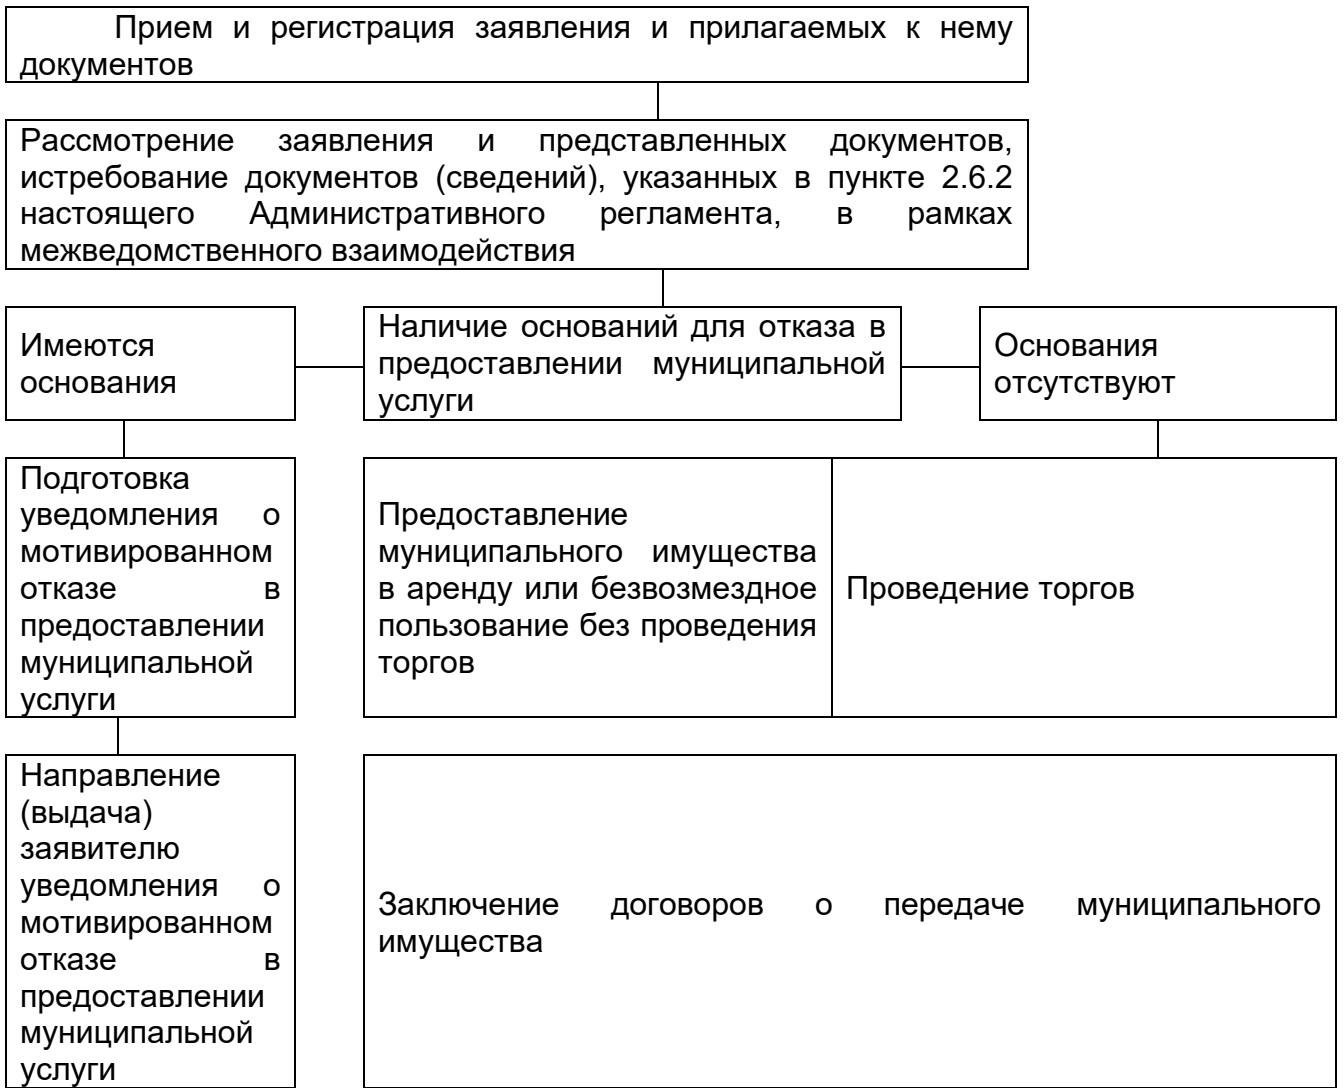 Прием и регистрация заявления и прилагаемых к нему
документов
Рассмотрение заявления и представленных документов,
истребование документов (сведений), указанных в пункте 2.6.2
настоящего Административного регламента, в рамках
межведомственного взаимодействия
Имеются
основания
Наличие оснований для отказа в
предоставлении муниципальной
услуги
Основания
отсутствуют
Подготовка
уведомления о
мотивированном
отказе в
предоставлении
муниципальной
услуги
Предоставление
муниципального имущества
в аренду или безвозмездное
пользование без проведения
торгов
Проведение торгов
Направление
(выдача)
заявителю
уведомления о
мотивированном
отказе в
предоставлении
муниципальной
услуги
Заключение договоров о передаче муниципального
имущества